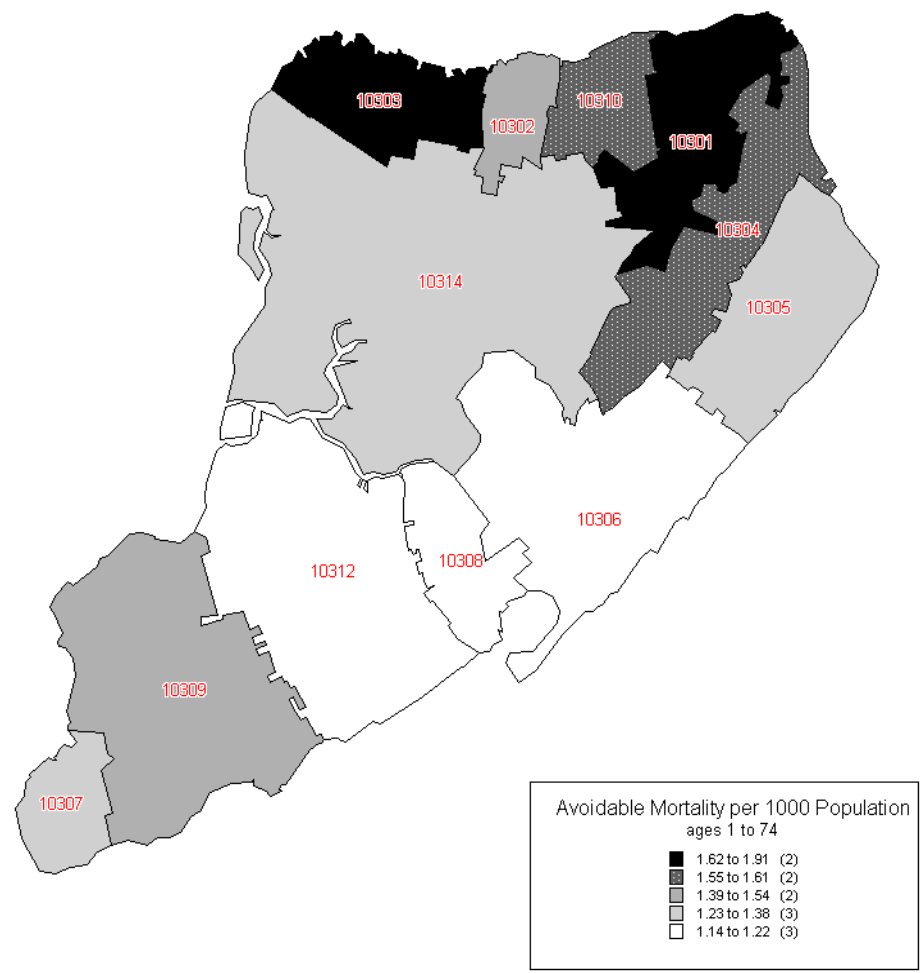 10303
10302
10310
10301
10304
10314
10305
10306
10308
10312
10309
10307
Avoidable Mortality per 1000 Population
ages 1 to 74
1.62 to 1.91 (2)
1.55 to 1.61 (2)
1.39 to 1.54 (2)
1.23 to 1.38 (3)
1.14 to 1.22 (3)